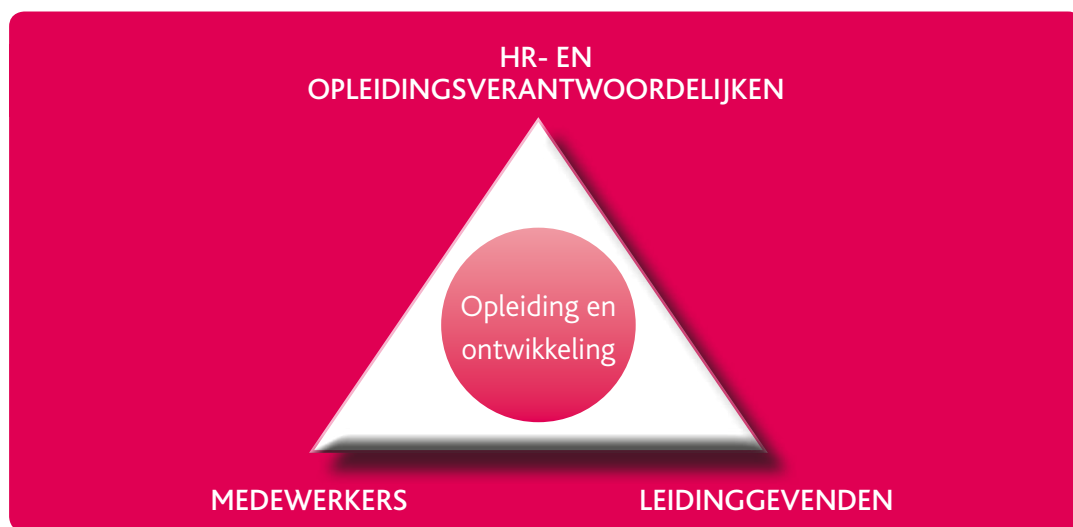 HR- EN
OPLEIDINGSVERANTWOORDELIJKEN
Opleiding en
ontwikkeling
MEDEWERKERS
LEIDINGGEVENDEN